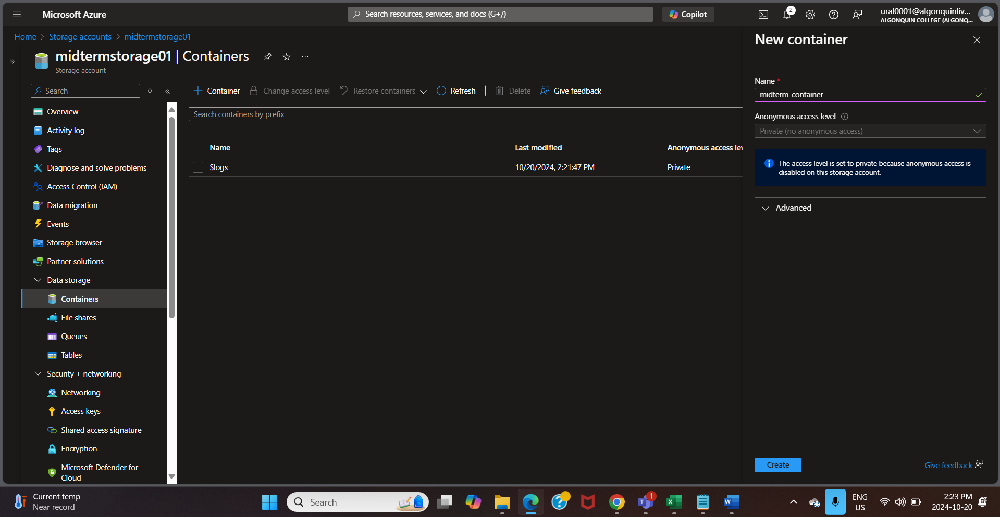 Microsoft Azure
Search resources, services, and docs (G+/)
Copilot
2
ural0001@algonquinliv...
ALGONQUIN COLLEGE (ALGONQ...
Home > Storage accounts > midtermstorage01
midtermstorage01 | Containers
Storage account
Search
Overview
Activity log
Tags
Diagnose and solve problems
Access Control (IAM)
Data migration
Events
Storage browser
Partner solutions
Data storage
Containers
File shares
Queues
Tables
Security + networking
Networking
Access keys
Shared access signature
Encryption
Microsoft Defender for
Cloud
Container
Change access level
Restore containers
Refresh
Delete
Give feedback
Search containers by prefix
Name Last modified Anonymous access lev
$logs 10/20/2024, 2:21:47 PM Private
New container
Name *
midterm-container
Anonymous access level
Private (no anonymous access)
The access level is set to private because anonymous access is
disabled on this storage account.
Advanced
Create
Give feedback
Current temp
Near record
Search
1
ENG
US
2:23 PM
2024-10-20